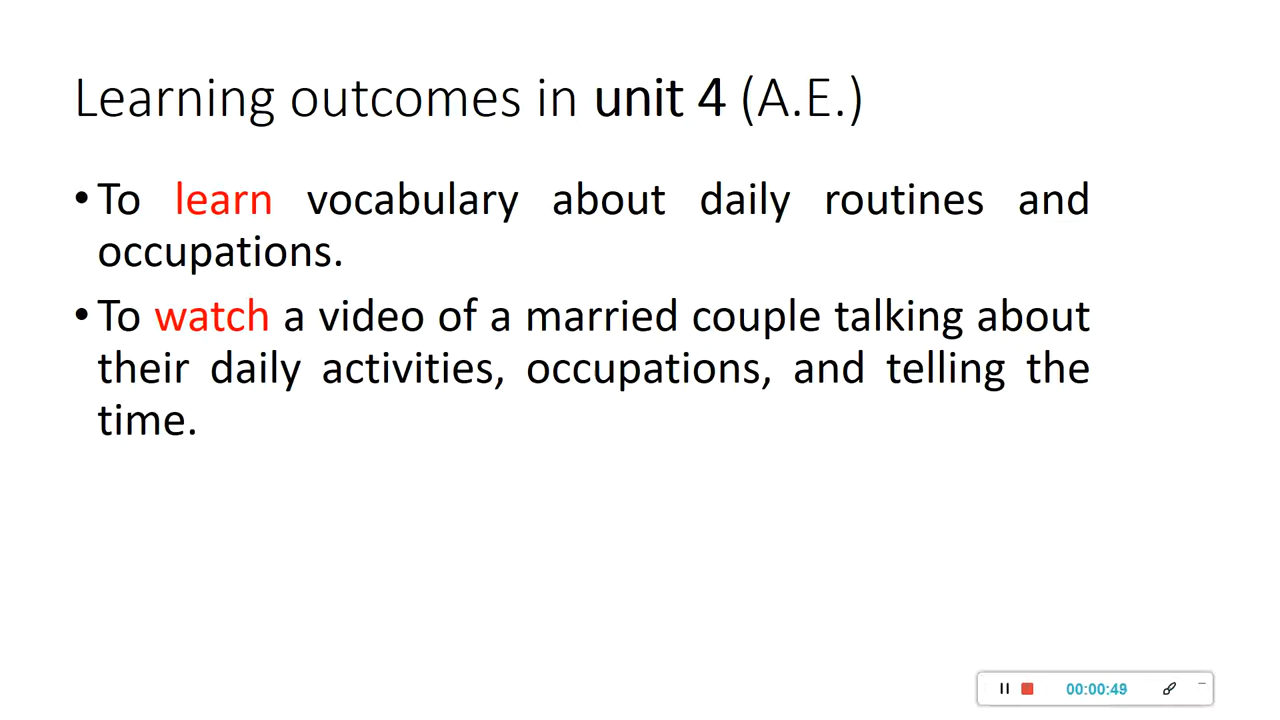 Learning outcomes in unit 4 (A.E.)
• To learn vocabulary about daily routines and
occupations.
• To watch a video of a married couple talking about
their daily activities, occupations, and telling the
time.
00:00:49